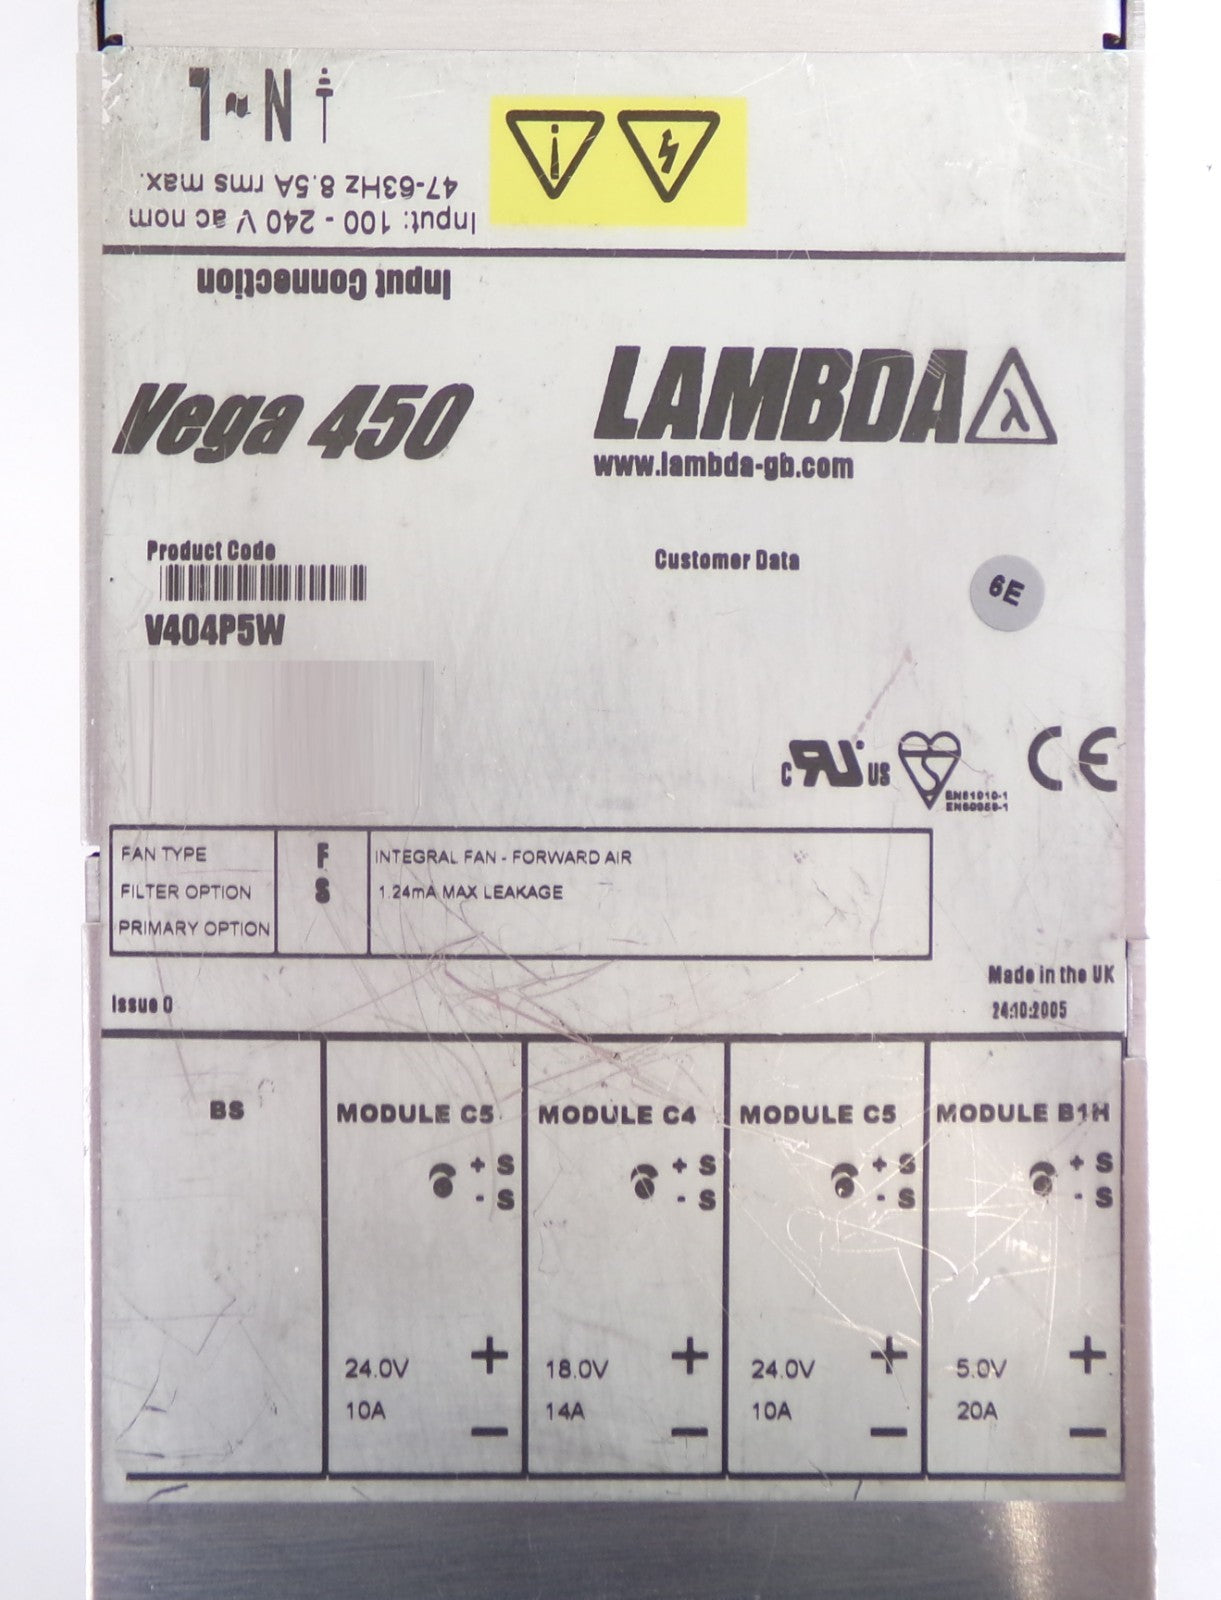 L ~ N
Input: 100 - 240 V ac nom
47-63Hz 8.5A rms max.
Input Connection
Vega 450
LAMBDA λ
www.lambda-gb.com
Product Code
Customer Data
6E
V404P5W
c RU US
CE
EN61010-1
EN60950-1
FAN TYPE F INTEGRAL FAN - FORWARD AIR
FILTER OPTION S 1.24mA MAX LEAKAGE
PRIMARY OPTION
Made in the UK
Issue 0
24:10:2005
BS MODULE C5 MODULE C4 MODULE C5 MODULE B1H
+ S + S + S + S
- S - S - S - S
24.0V + 18.0V + 24.0V + 5.0V +
10A - 14A - 10A - 20A -